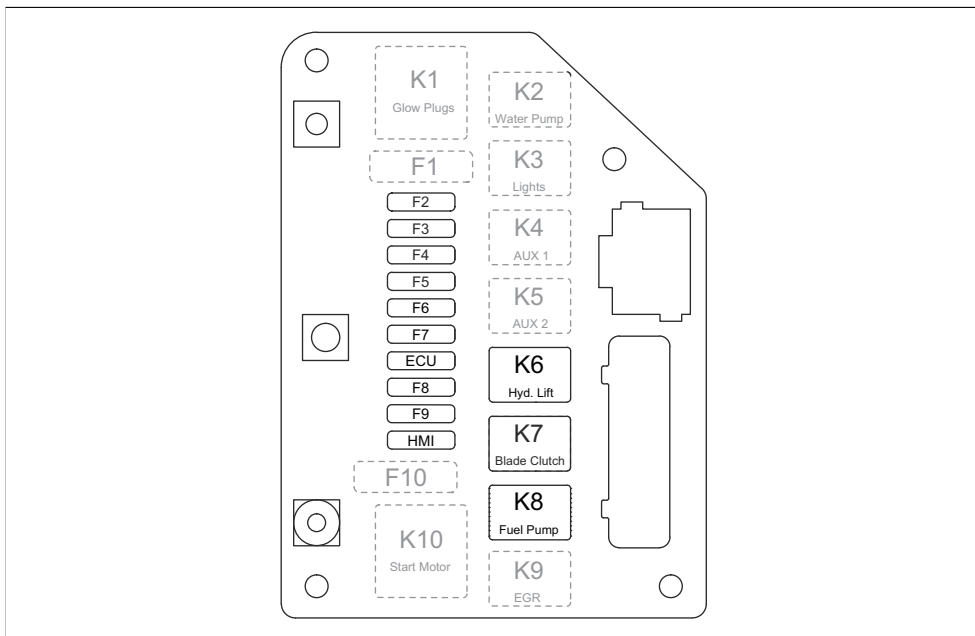 K1
Glow Plugs
F1
F2
F3
F4
F5
F6
F7
ECU
F8
F9
HMI
F10
K10
Start Motor
K2
Water Pump
K3
Lights
K4
AUX 1
K5
AUX 2
K6
Hyd. Lift
K7
Blade Clutch
K8
Fuel Pump
K9
EGR